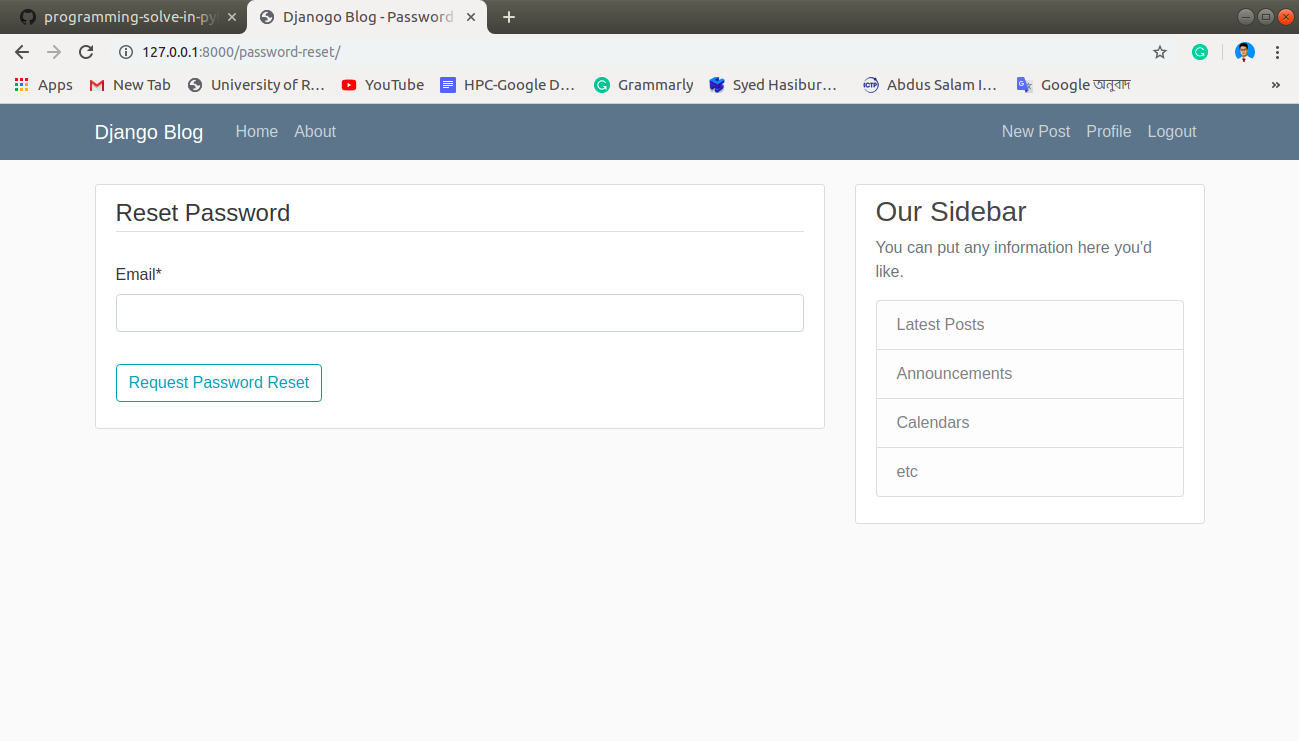 programming-solve-in-py
Djanogo Blog - Password
127.0.0.1:8000/password-reset/
Apps New Tab University of R... YouTube HPC-Google D... Grammarly Syed Hasibur... ICTP Abdus Salam I... Google অনুবাদ »
Django Blog Home About New Post Profile Logout
Reset Password
Email*
Request Password Reset
Our Sidebar
You can put any information here you'd
like.
Latest Posts
Announcements
Calendars
etc